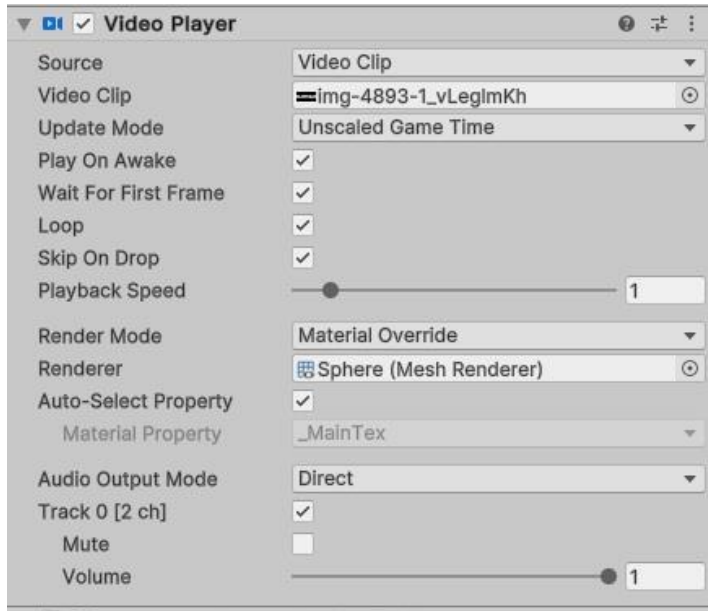 Video Player
Source Video Clip
Video Clip img-4893-1_vLegImKh
Update Mode Unscaled Game Time
Play On Awake
Wait For First Frame
Loop
Skip On Drop
Playback Speed 1
Render Mode Material Override
Renderer Sphere (Mesh Renderer)
Auto-Select Property
Material Property _MainTex
Audio Output Mode Direct
Track 0 [2 ch]
Mute
Volume 1